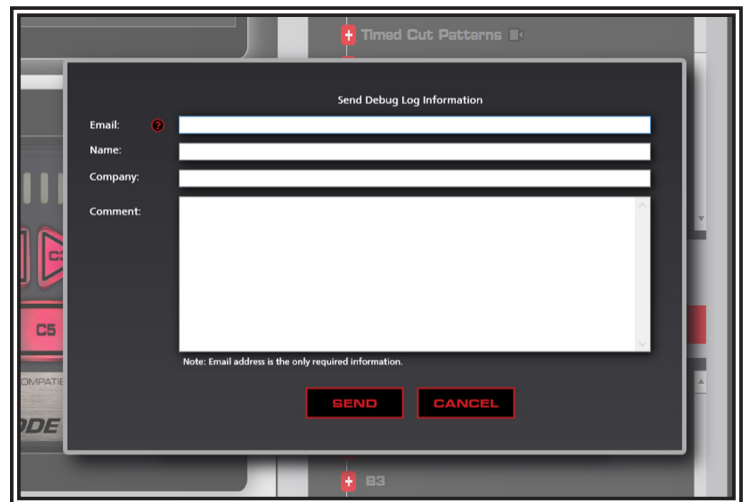 Timed Cut Patterns
Send Debug Log Information
Email: ?
Name:
Company:
Comment:
C5
Note: Email address is the only required information.
SEND CANCEL
B3